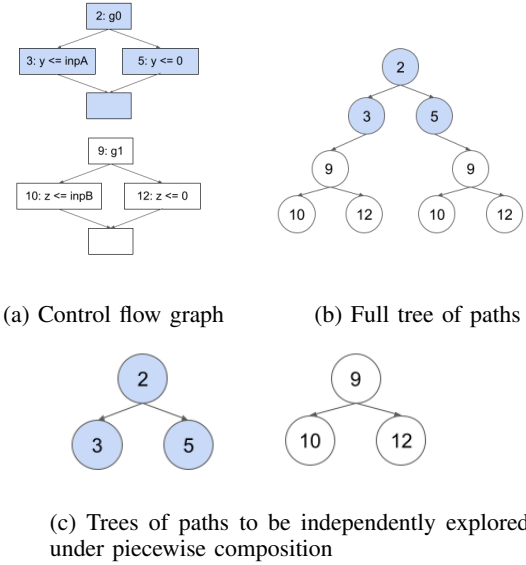 2: g0
3: y <= inpA
5: y <= 0
9: g1
10: z <= inpB
12: z <= 0
2
3
5
9
9
10
12
10
12
(a) Control flow graph
(b) Full tree of paths
2
3
5
9
10
12
(c) Trees of paths to be independently explored
under piecewise composition